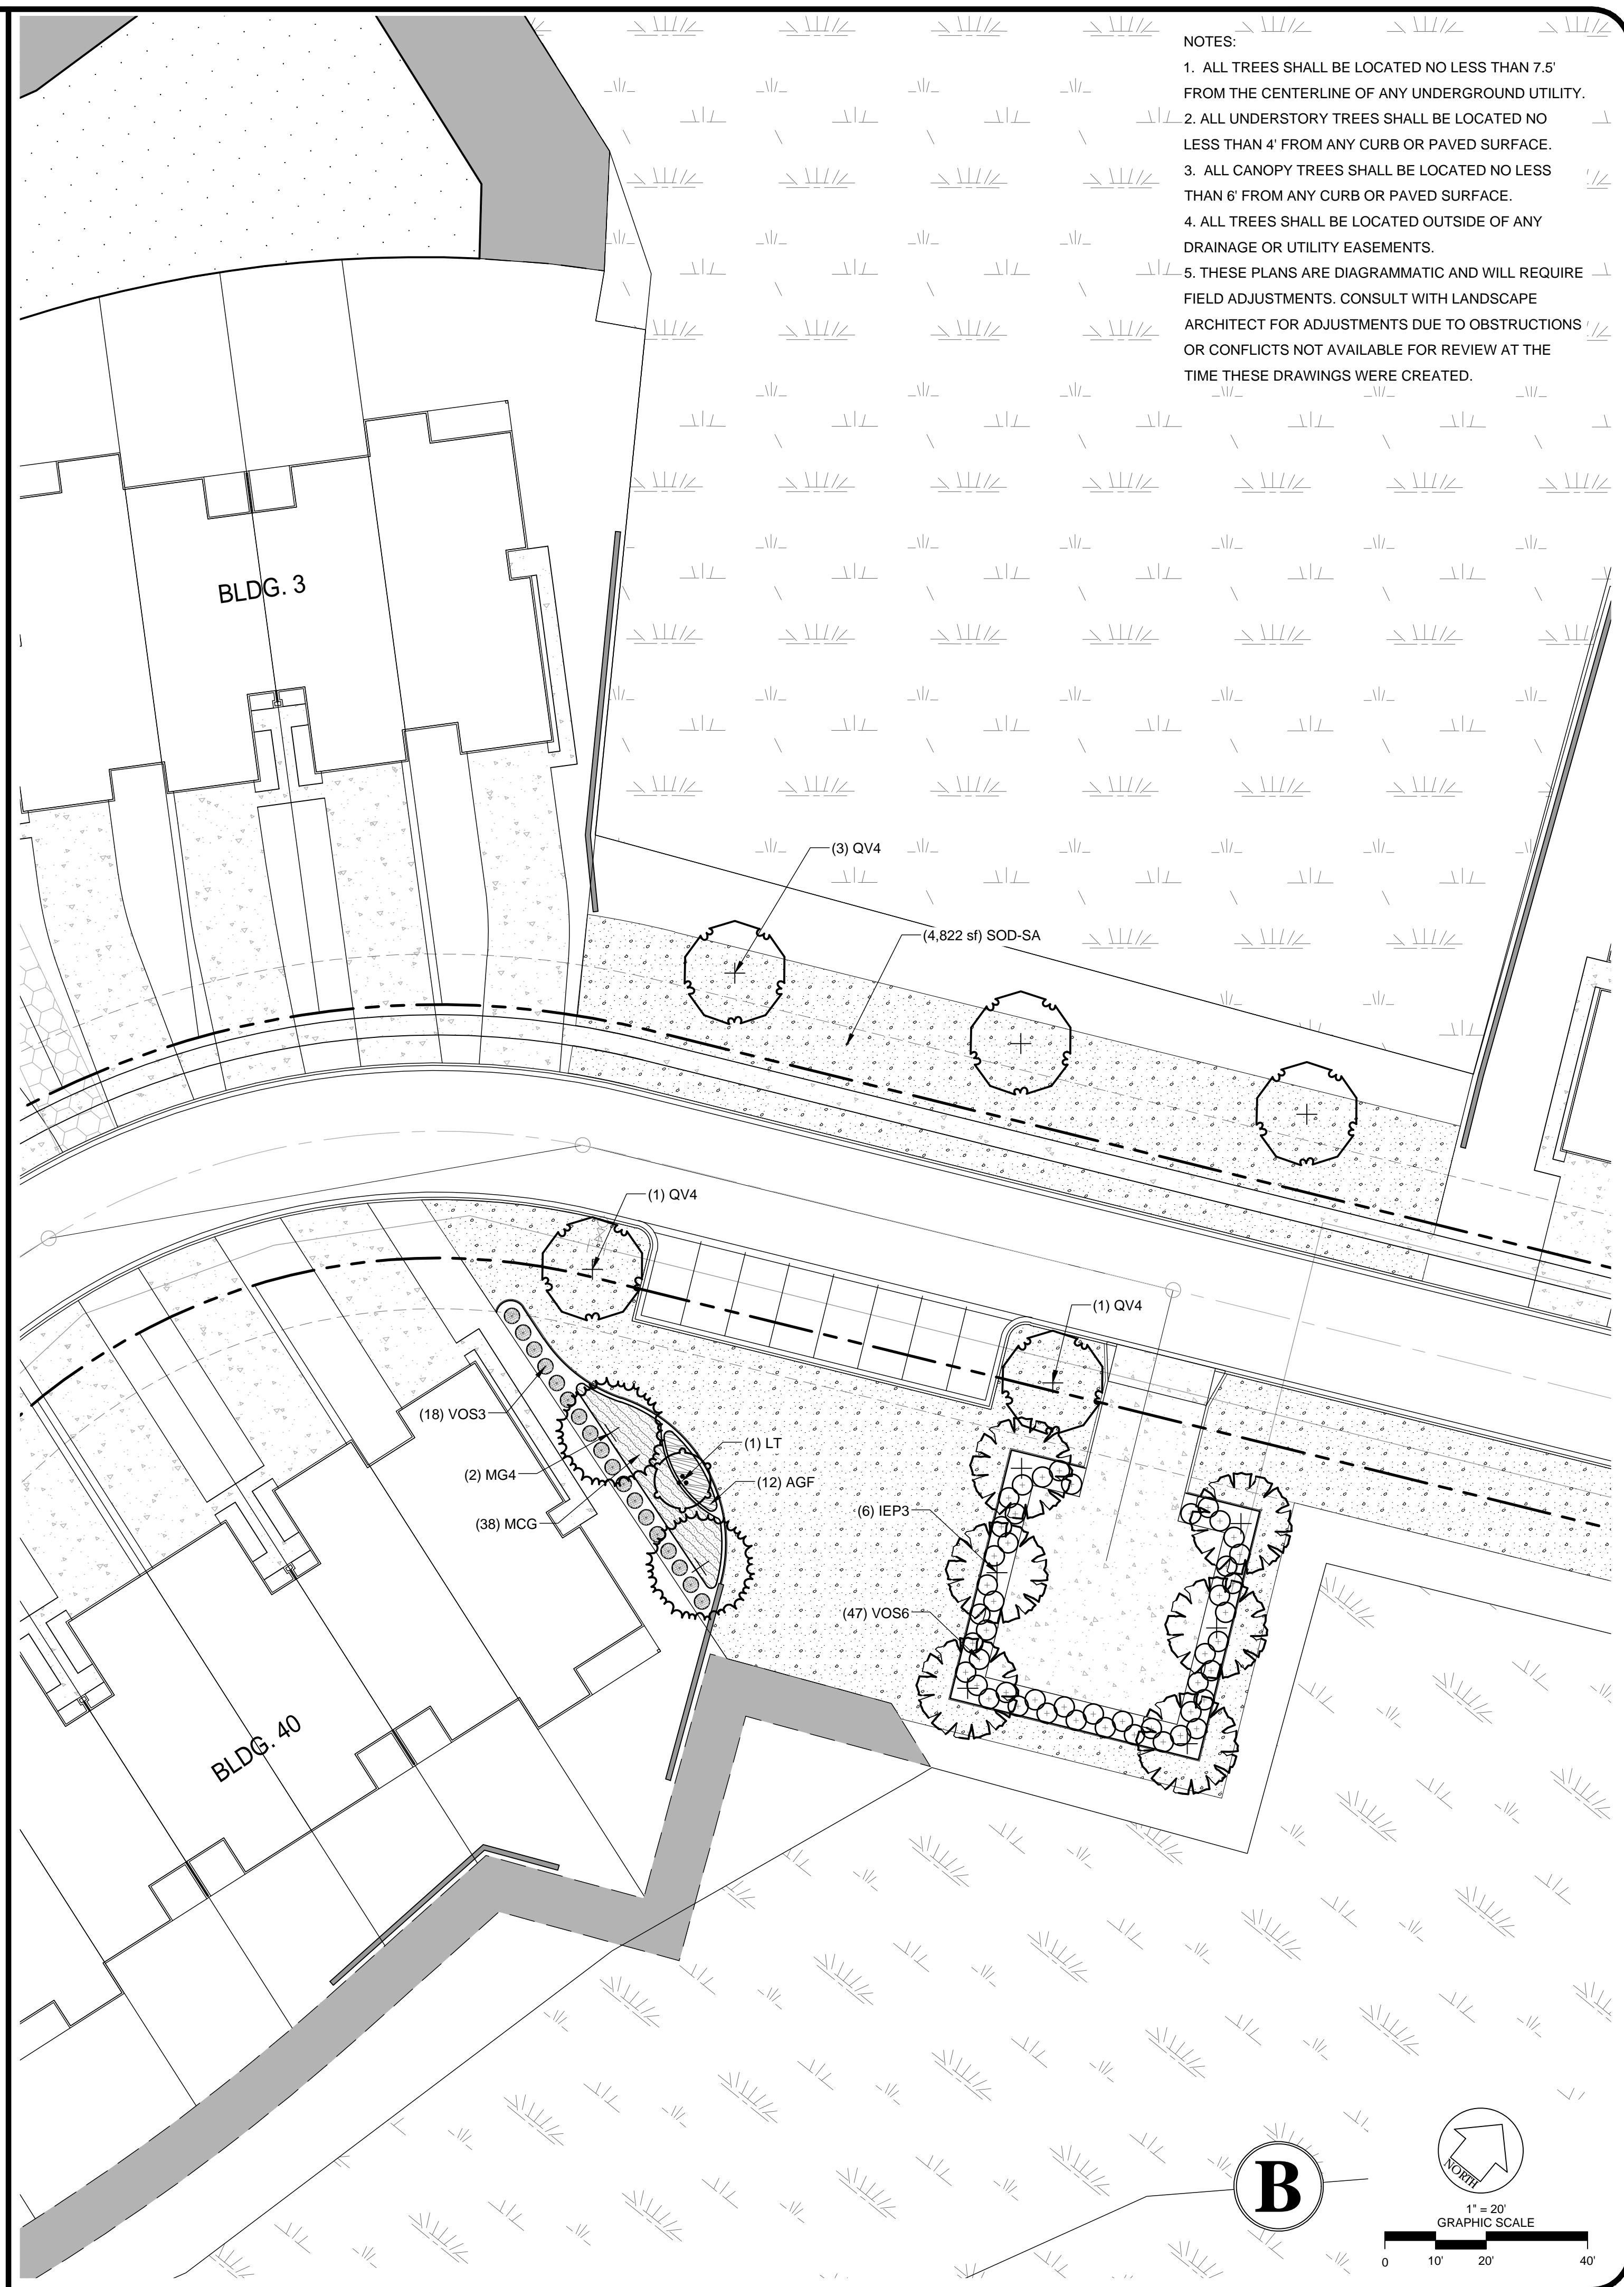 NOTES:
1. ALL TREES SHALL BE LOCATED NO LESS THAN 7.5'
FROM THE CENTERLINE OF ANY UNDERGROUND UTILITY.
2. ALL UNDERSTORY TREES SHALL BE LOCATED NO
LESS THAN 4' FROM ANY CURB OR PAVED SURFACE.
3. ALL CANOPY TREES SHALL BE LOCATED NO LESS
THAN 6' FROM ANY CURB OR PAVED SURFACE.
4. ALL TREES SHALL BE LOCATED OUTSIDE OF ANY
DRAINAGE OR UTILITY EASEMENTS.
5. THESE PLANS ARE DIAGRAMMATIC AND WILL REQUIRE
FIELD ADJUSTMENTS. CONSULT WITH LANDSCAPE
ARCHITECT FOR ADJUSTMENTS DUE TO OBSTRUCTIONS
OR CONFLICTS NOT AVAILABLE FOR REVIEW AT THE
TIME THESE DRAWINGS WERE CREATED.
BLDG. 3
(3) QV4
(4,822 sf) SOD-SA
(1) QV4
(1) QV4
(18) VOS3
(1) LT
(2) MG4
(12) AGF
(6) IEP3
(38) MCG
(47) VOS6
BLDG. 40
B
NORTH
1" = 20'
GRAPHIC SCALE
0 10' 20' 40'